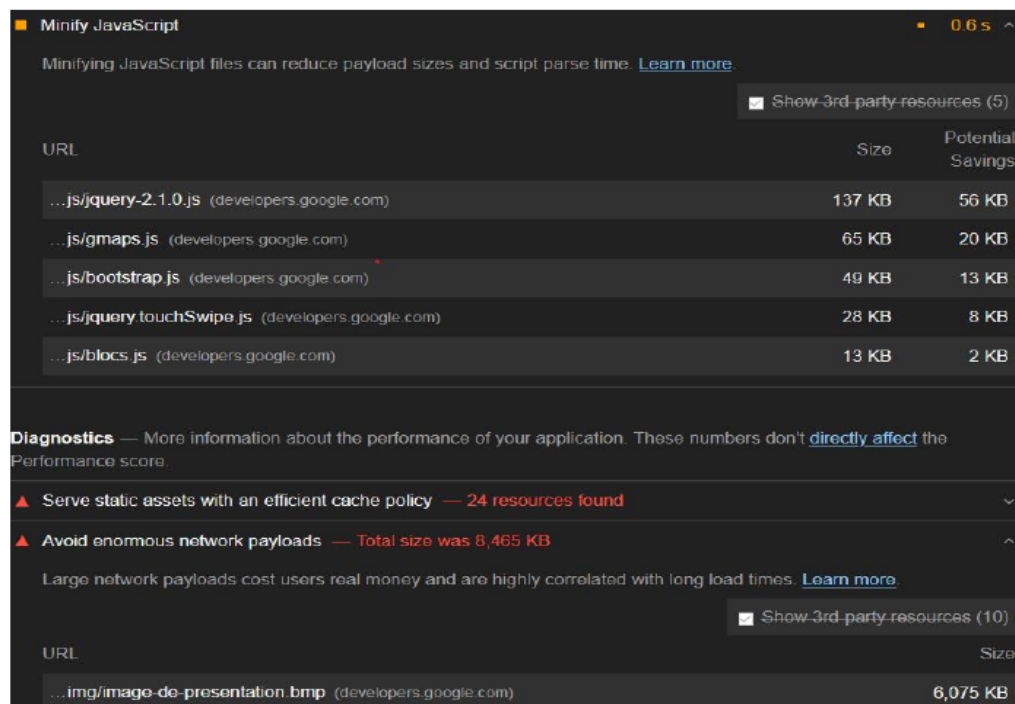 Minify JavaScript 0.6 s
Minifying JavaScript files can reduce payload sizes and script parse time. Learn more.
Show 3rd-party resources (5)
URL Size Potential Savings
...js/jquery-2.1.0.js (developers.google.com) 137 KB 56 KB
...js/gmaps.js (developers.google.com) 65 KB 20 KB
...js/bootstrap.js (developers.google.com) 49 KB 13 KB
...js/jquery.touchSwipe.js (developers.google.com) 28 KB 8 KB
...js/blocs.js (developers.google.com) 13 KB 2 KB
Diagnostics — More information about the performance of your application. These numbers don't directly affect the
Performance score.
Serve static assets with an efficient cache policy — 24 resources found
Avoid enormous network payloads — Total size was 8,465 KB
Large network payloads cost users real money and are highly correlated with long load times. Learn more.
Show 3rd-party resources (10)
URL Size
...img/image-de-presentation.bmp (developers.google.com) 6,075 KB